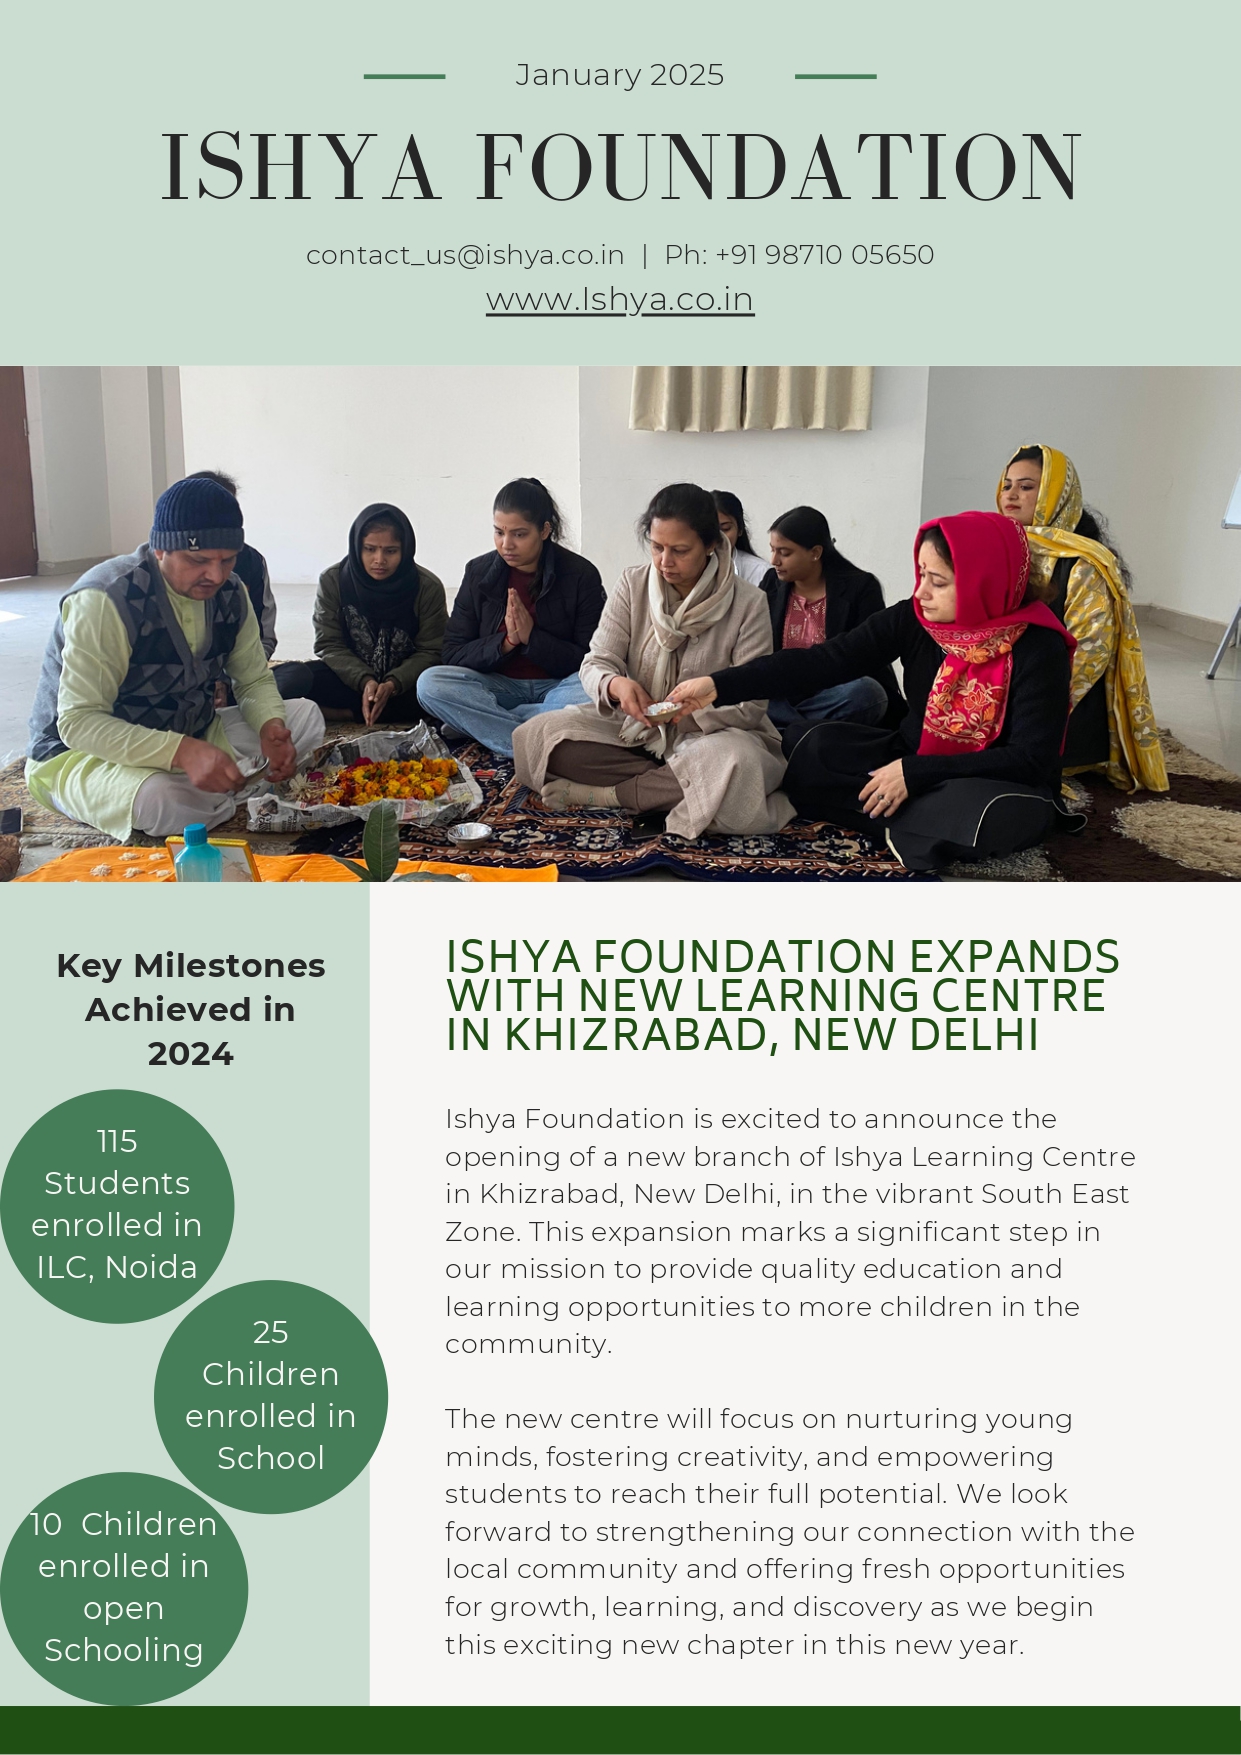 January 2025
ISHYA FOUNDATION
contact_us@ishya.co.in | Ph: +91 98710 05650
www.Ishya.co.in
Key Milestones
Achieved in
2024
115
Students
enrolled in
ILC, Noida
25
Children
enrolled in
School
10 Children
enrolled in
open
Schooling
ISHYA FOUNDATION EXPANDS
WITH NEW LEARNING CENTRE
IN KHIZRABAD, NEW DELHI
Ishya Foundation is excited to announce the
opening of a new branch of Ishya Learning Centre
in Khizrabad, New Delhi, in the vibrant South East
Zone. This expansion marks a significant step in
our mission to provide quality education and
learning opportunities to more children in the
community.
The new centre will focus on nurturing young
minds, fostering creativity, and empowering
students to reach their full potential. We look
forward to strengthening our connection with the
local community and offering fresh opportunities
for growth, learning, and discovery as we begin
this exciting new chapter in this new year.